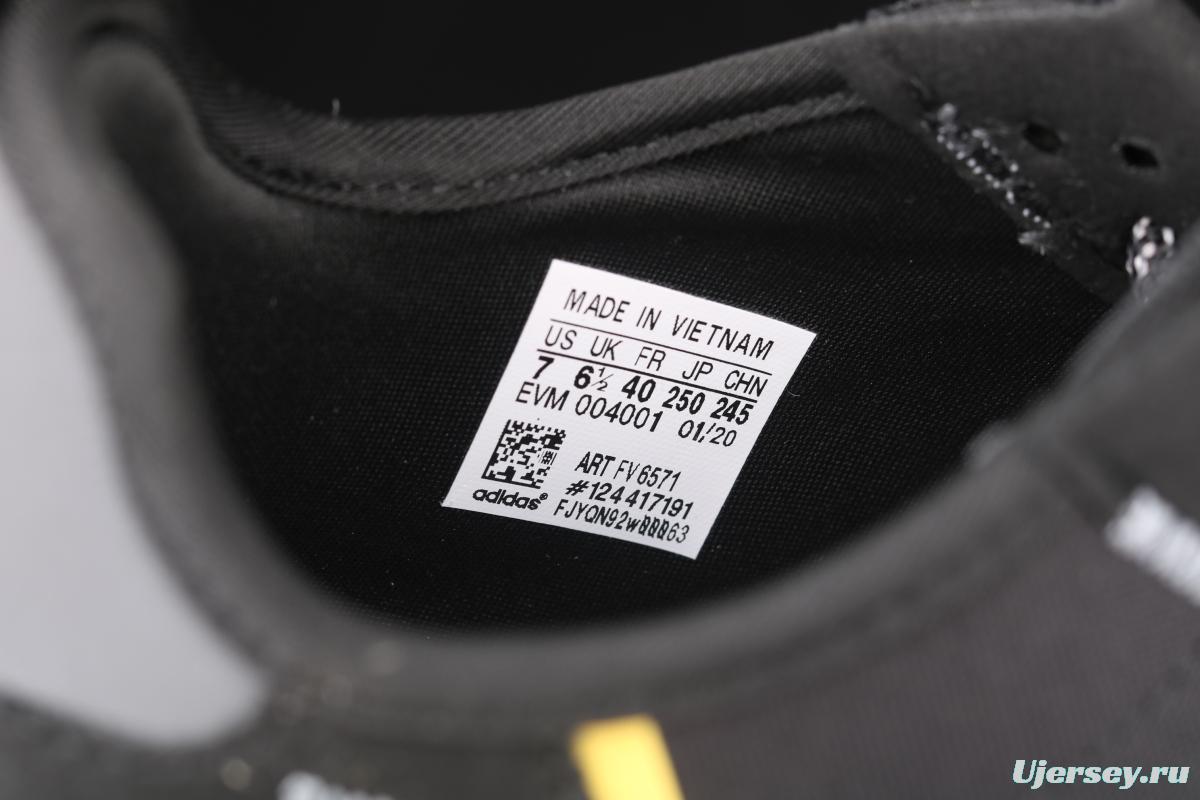 MADE IN VIETNAM
US UK FR JP CHN
7 6½ 40 250 245
EVM 004001 01/20
ART FV6571
#124417191
adidas®
Ujersey.ru